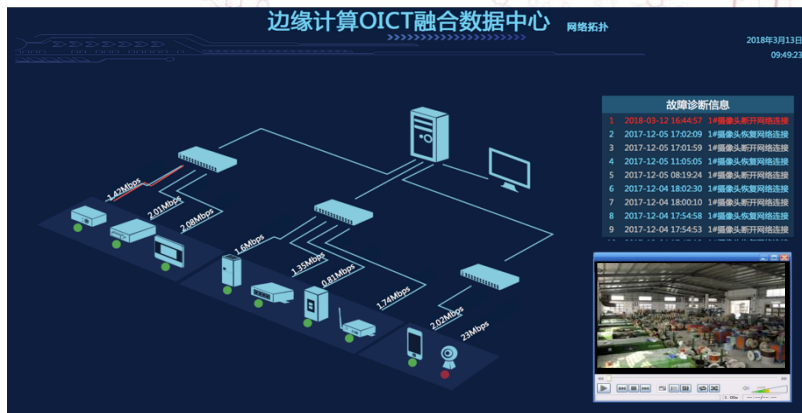 边缘计算OICT融合数据中心 网络拓扑
2018年3月13日
09:49:23
故障诊断信息
1 2018-03-12 16:44:57 1#摄像头断开网络连接
2 2017-12-05 17:02:09 1#摄像头恢复网络连接
3 2017-12-05 17:01:59 1#摄像头断开网络连接
4 2017-12-05 11:05:05 1#摄像头恢复网络连接
5 2017-12-05 08:19:24 1#摄像头断开网络连接
6 2017-12-04 18:02:30 1#摄像头恢复网络连接
7 2017-12-04 18:00:10 1#摄像头断开网络连接
8 2017-12-04 17:54:58 1#摄像头恢复网络连接
9 2017-12-04 17:54:53 1#摄像头断开网络连接
1.42Mbps
2.01Mbps
2.08Mbps
1.6Mbps
1.35Mbps
0.81Mbps
1.74Mbps
2.02Mbps
23Mbps